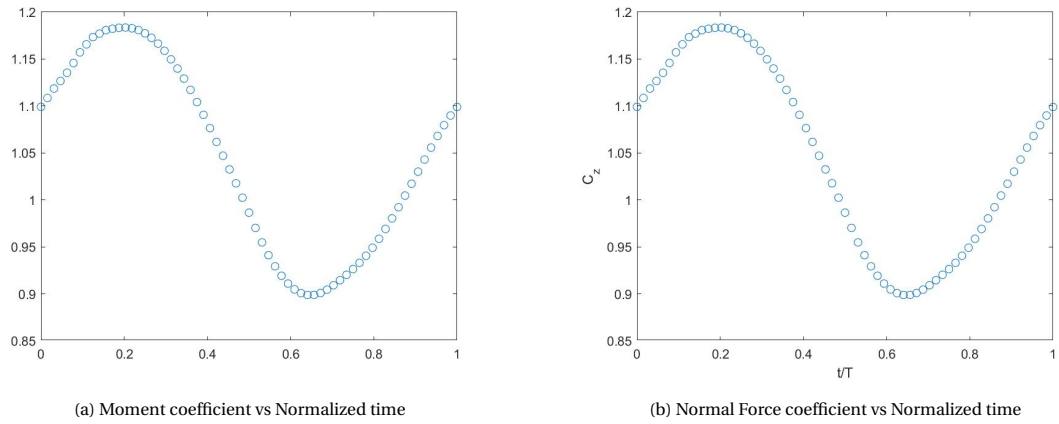 1.2
1.15
1.10
1.05
1
0.95
0.9
0.85
0 0.2 0.4 0.6 0.8 1
(a) Moment coefficient vs Normalized time
1.2
1.15
1.10
1.05
1
0.95
0.9
0.85
C_z
0 0.2 0.4 0.6 0.8 1
t/T
(b) Normal Force coefficient vs Normalized time